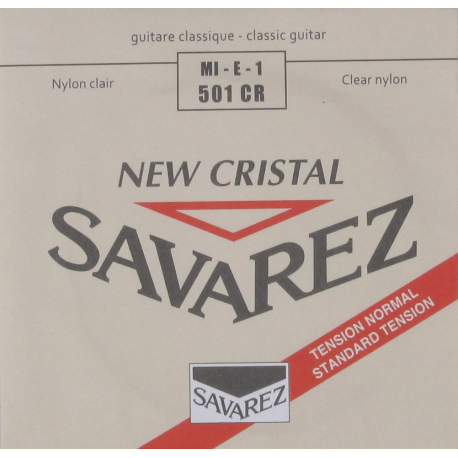 guitare classique - classic guitar
MI - E - 1
501 CR
Nylon clair
Clear nylon
NEW CRISTAL
SAVAREZ
TENSION NORMAL
STANDARD TENSION
SAVAREZ